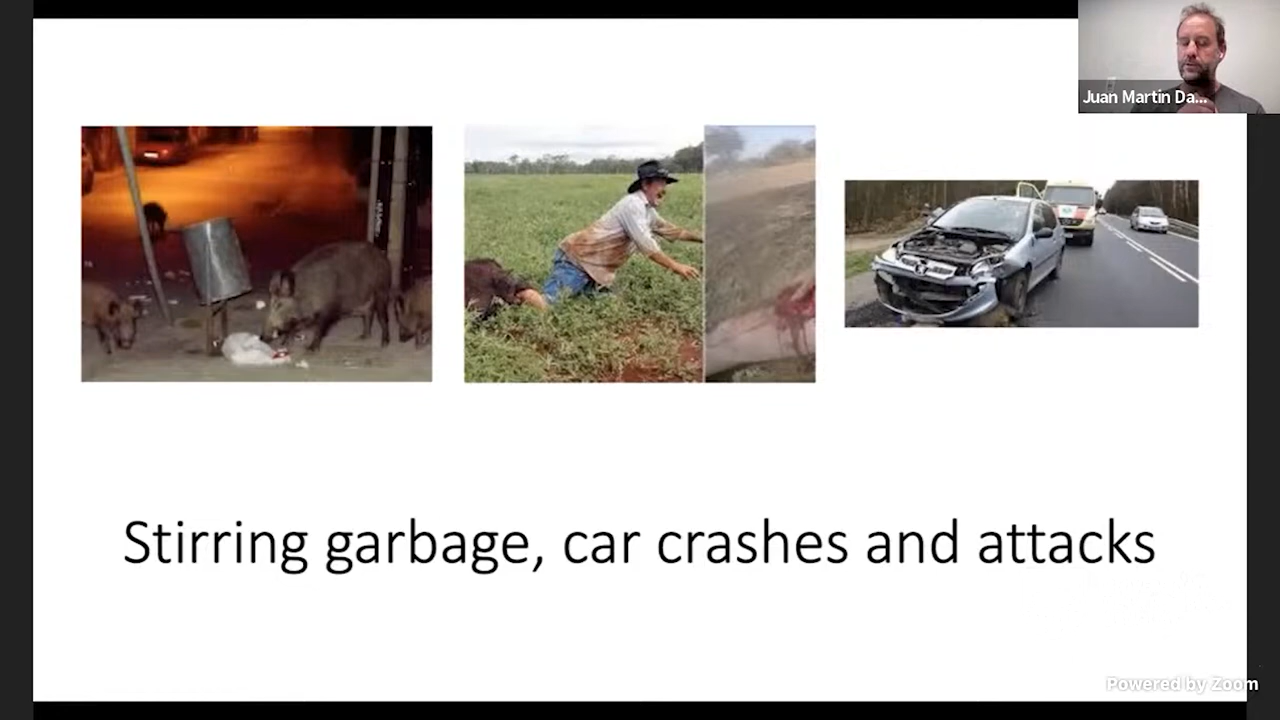 Juan Martin Da...
Stirring garbage, car crashes and attacks
Powered by Zoom